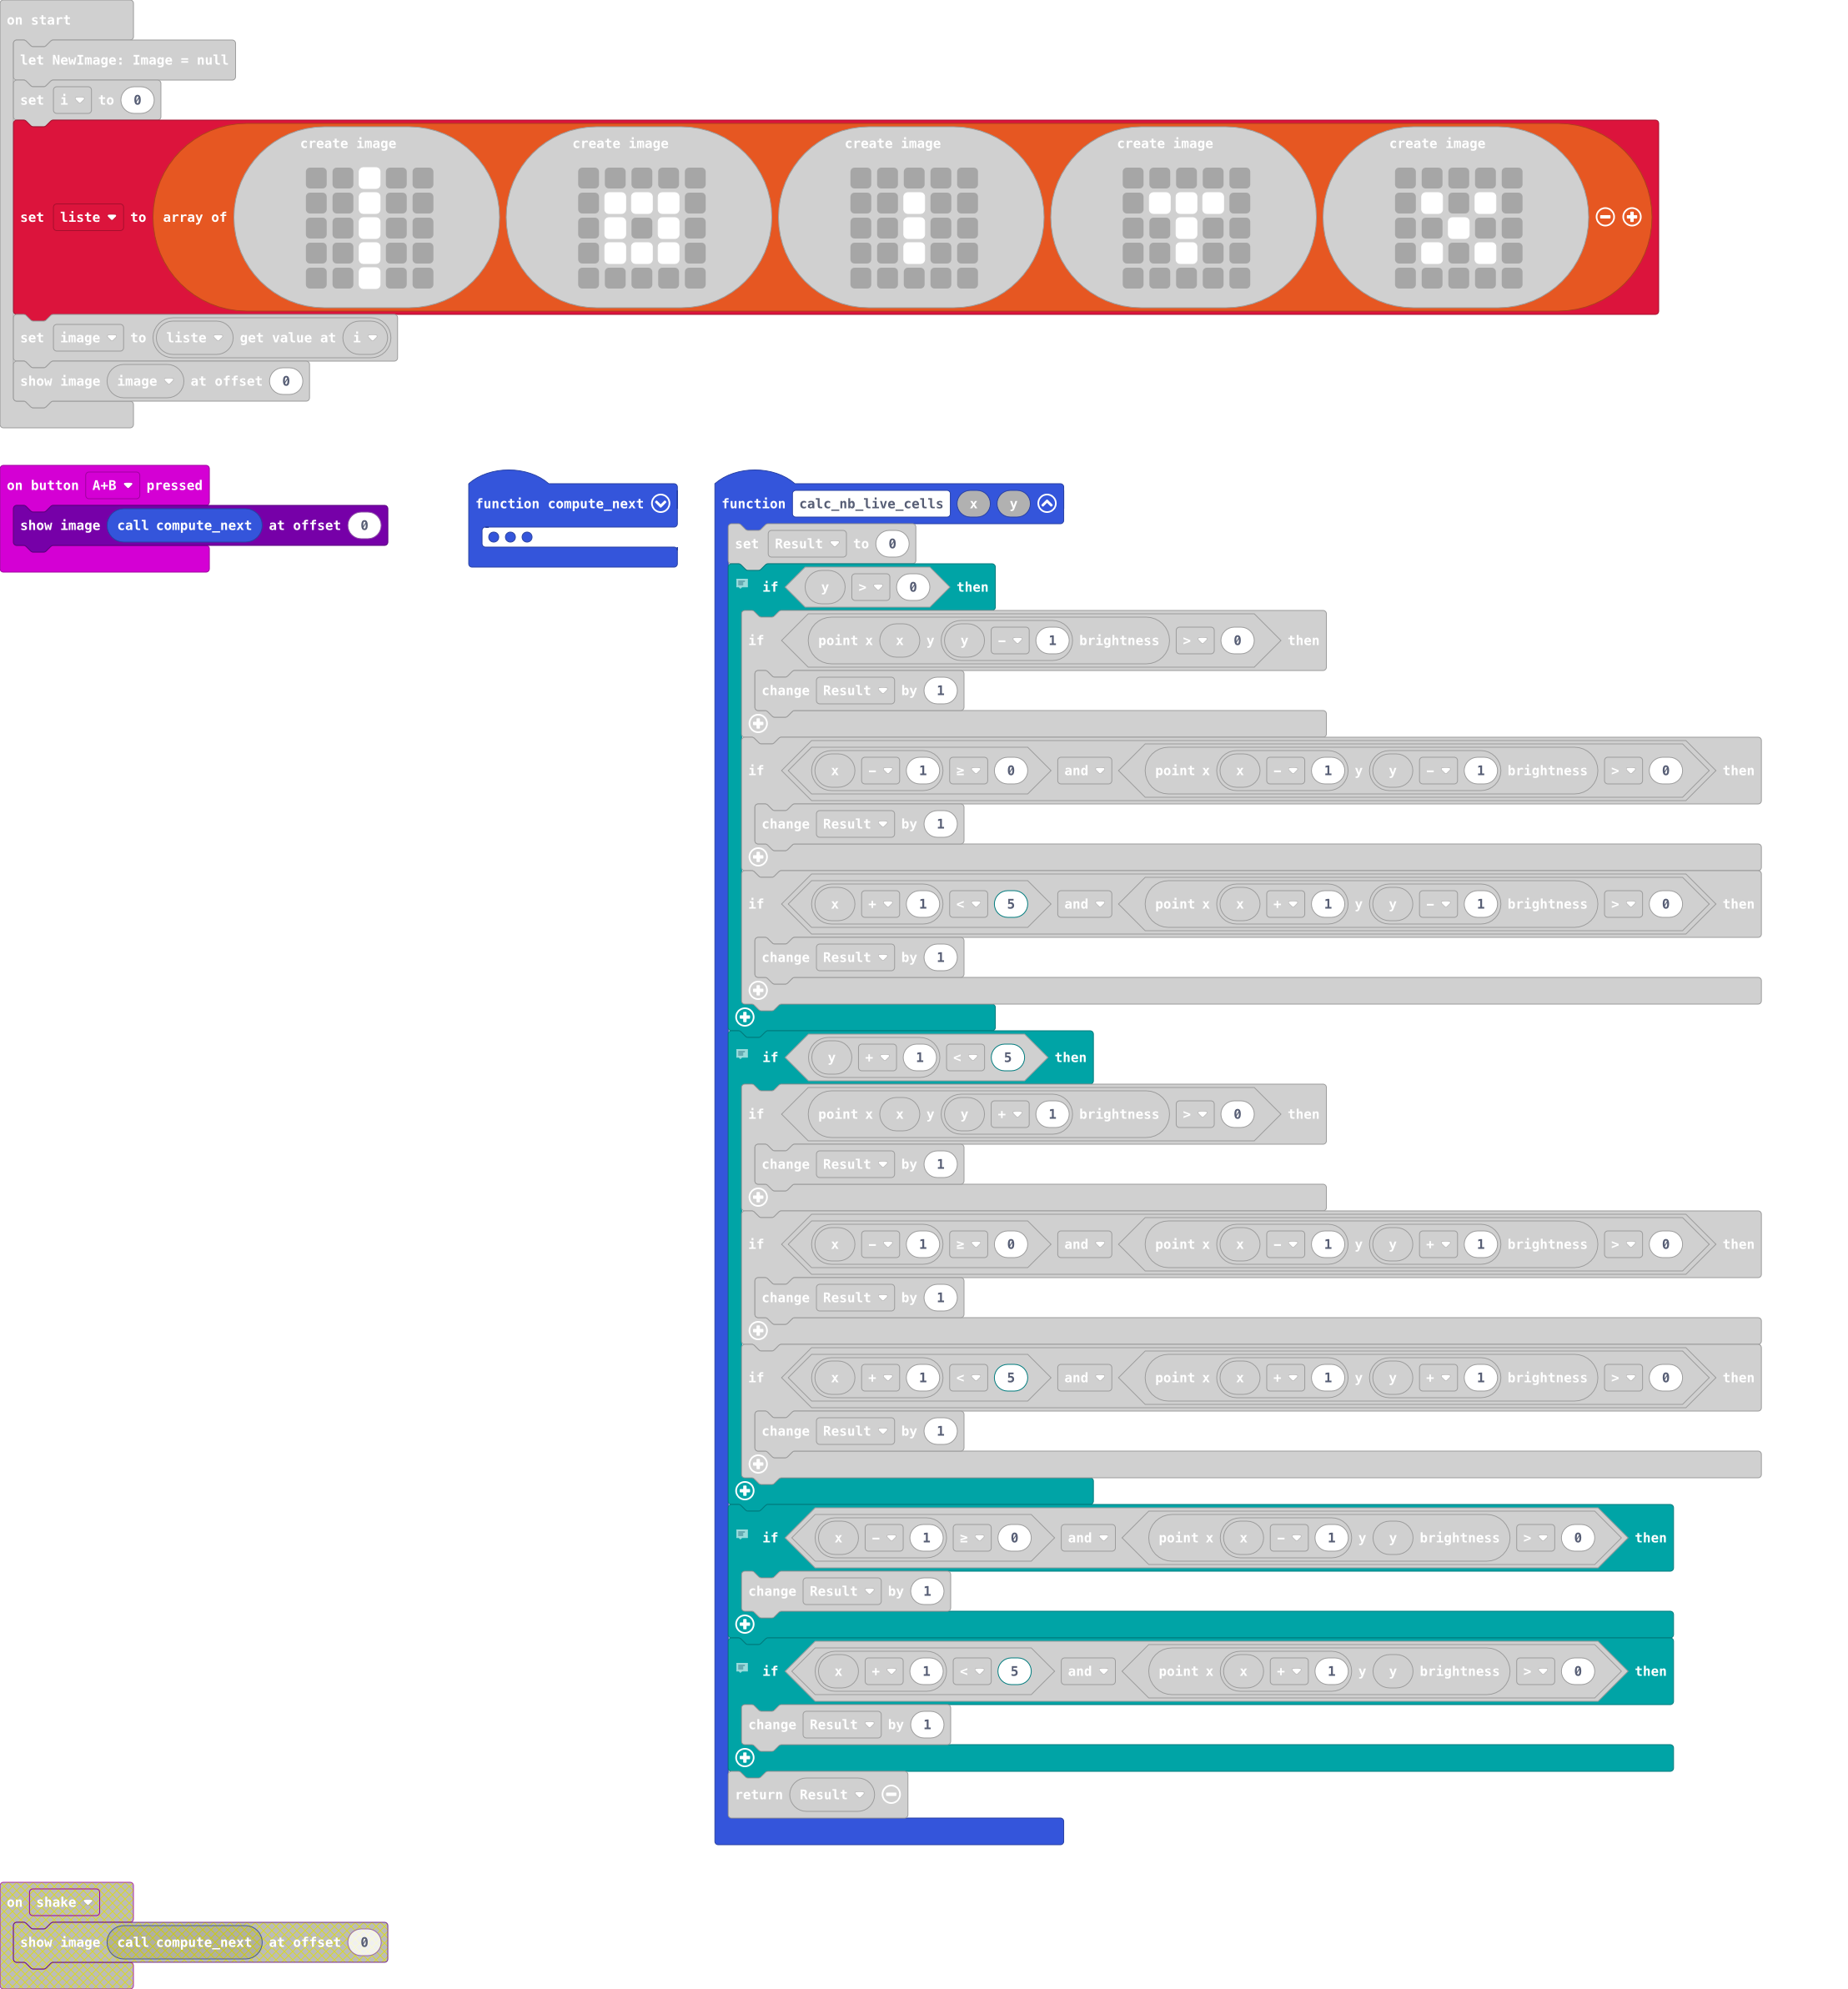 on start
let NewImage: Image = null
set i to 0
create image create image create image create image create image
set liste to array of
set image to liste get value at i
show image image at offset 0
on button A+B pressed
show image call compute_next at offset 0
function compute_next
function calc_nb_live_cells x y
set Result to 0
if y > 0 then
if point x x y y - 1 brightness > 0 then
change Result by 1
if x - 1 ≥ 0 and point x x - 1 y y - 1 brightness > 0 then
change Result by 1
if x + 1 < 5 and point x x + 1 y y - 1 brightness > 0 then
change Result by 1
if y + 1 < 5 then
if point x x y y + 1 brightness > 0 then
change Result by 1
if x - 1 ≥ 0 and point x x - 1 y y + 1 brightness > 0 then
change Result by 1
if x + 1 < 5 and point x x + 1 y y + 1 brightness > 0 then
change Result by 1
if x - 1 ≥ 0 and point x x - 1 y y brightness > 0 then
change Result by 1
if x + 1 < 5 and point x x + 1 y y brightness > 0 then
change Result by 1
return Result
on shake
show image call compute_next at offset 0